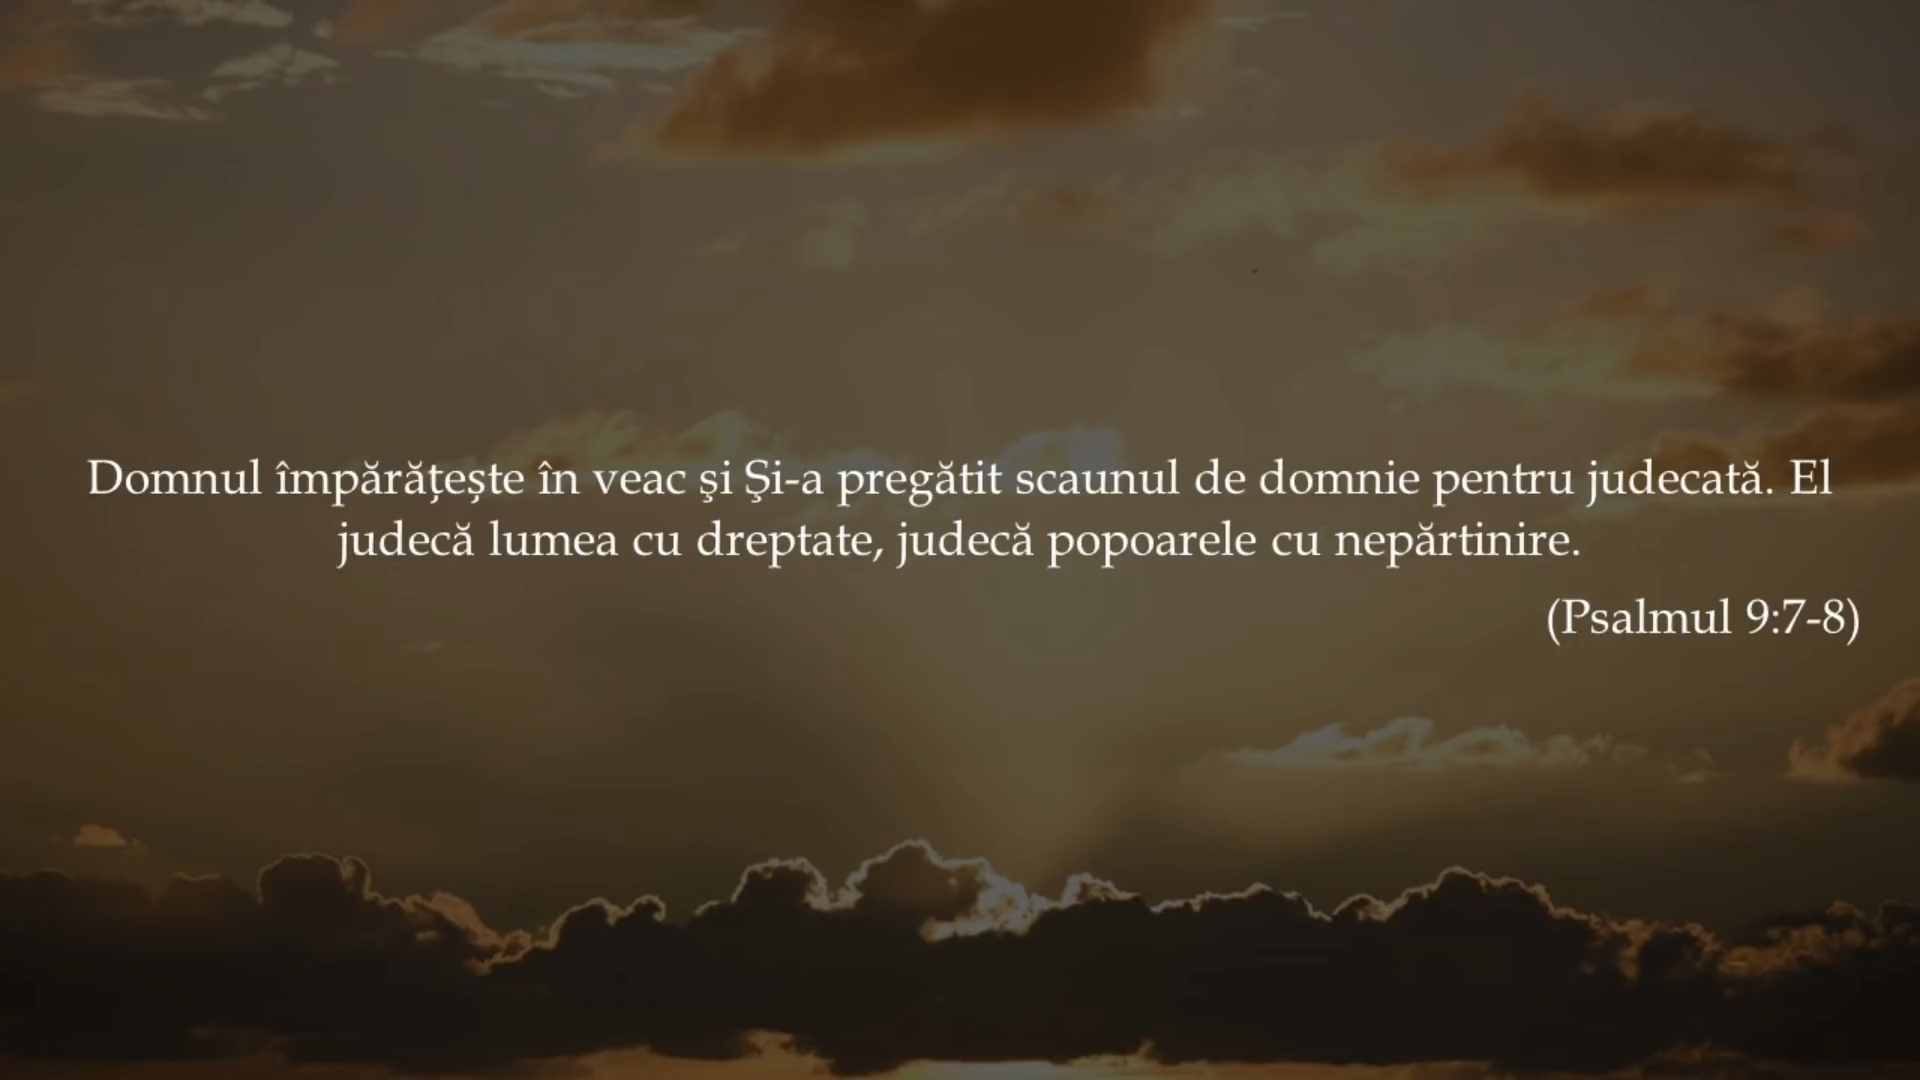 Domnul împărățește în veac şi Şi-a pregătit scaunul de domnie pentru judecată. El
judecă lumea cu dreptate, judecă popoarele cu nepărtinire.
(Psalmul 9:7-8)